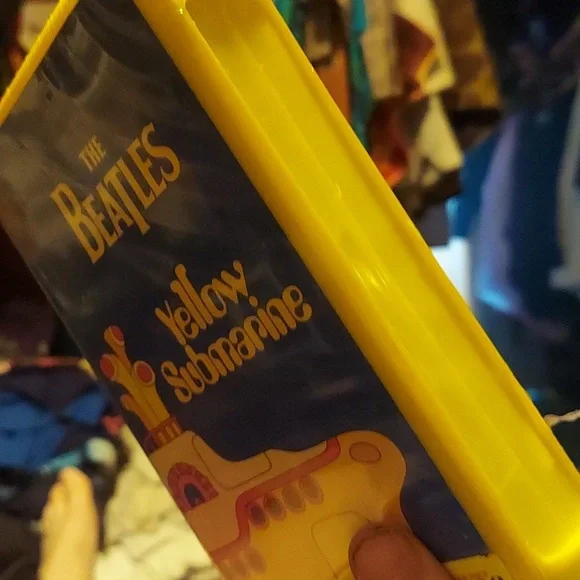 THE
BEATLES
Yellow
Submarine